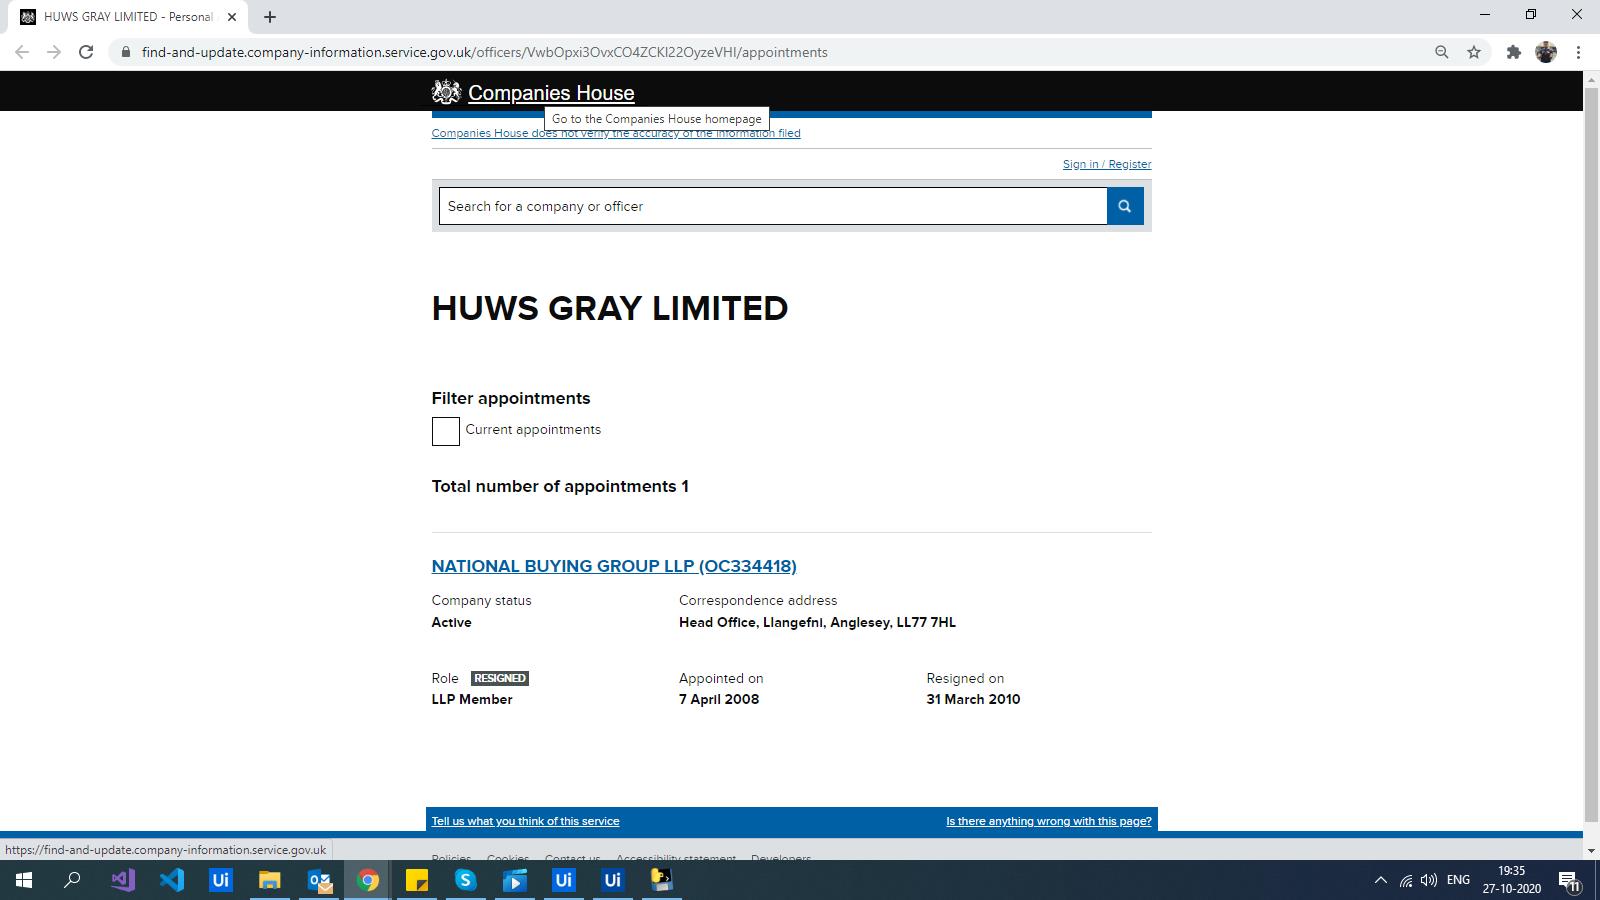 HUWS GRAY LIMITED - Personal
find-and-update.company-information.service.gov.uk/officers/VwbOpxi3OvxCO4ZCKI22OyzeVHI/appointments
Companies House
Go to the Companies House homepage
Companies House does not verify the accuracy of the information filed
Sign in / Register
Search for a company or officer
HUWS GRAY LIMITED
Filter appointments
Current appointments
Total number of appointments 1
NATIONAL BUYING GROUP LLP (OC334418)
Company status
Correspondence address
Active
Head Office, Llangefni, Anglesey, LL77 7HL
Role RESIGNED
Appointed on
Resigned on
LLP Member
7 April 2008
31 March 2010
Tell us what you think of this service
Is there anything wrong with this page?
https://find-and-update.company-information.service.gov.uk
Policies Cookies Contact us Accessibility statement Developers
Ui
Ui
Ui
ENG
19:35
27-10-2020
11